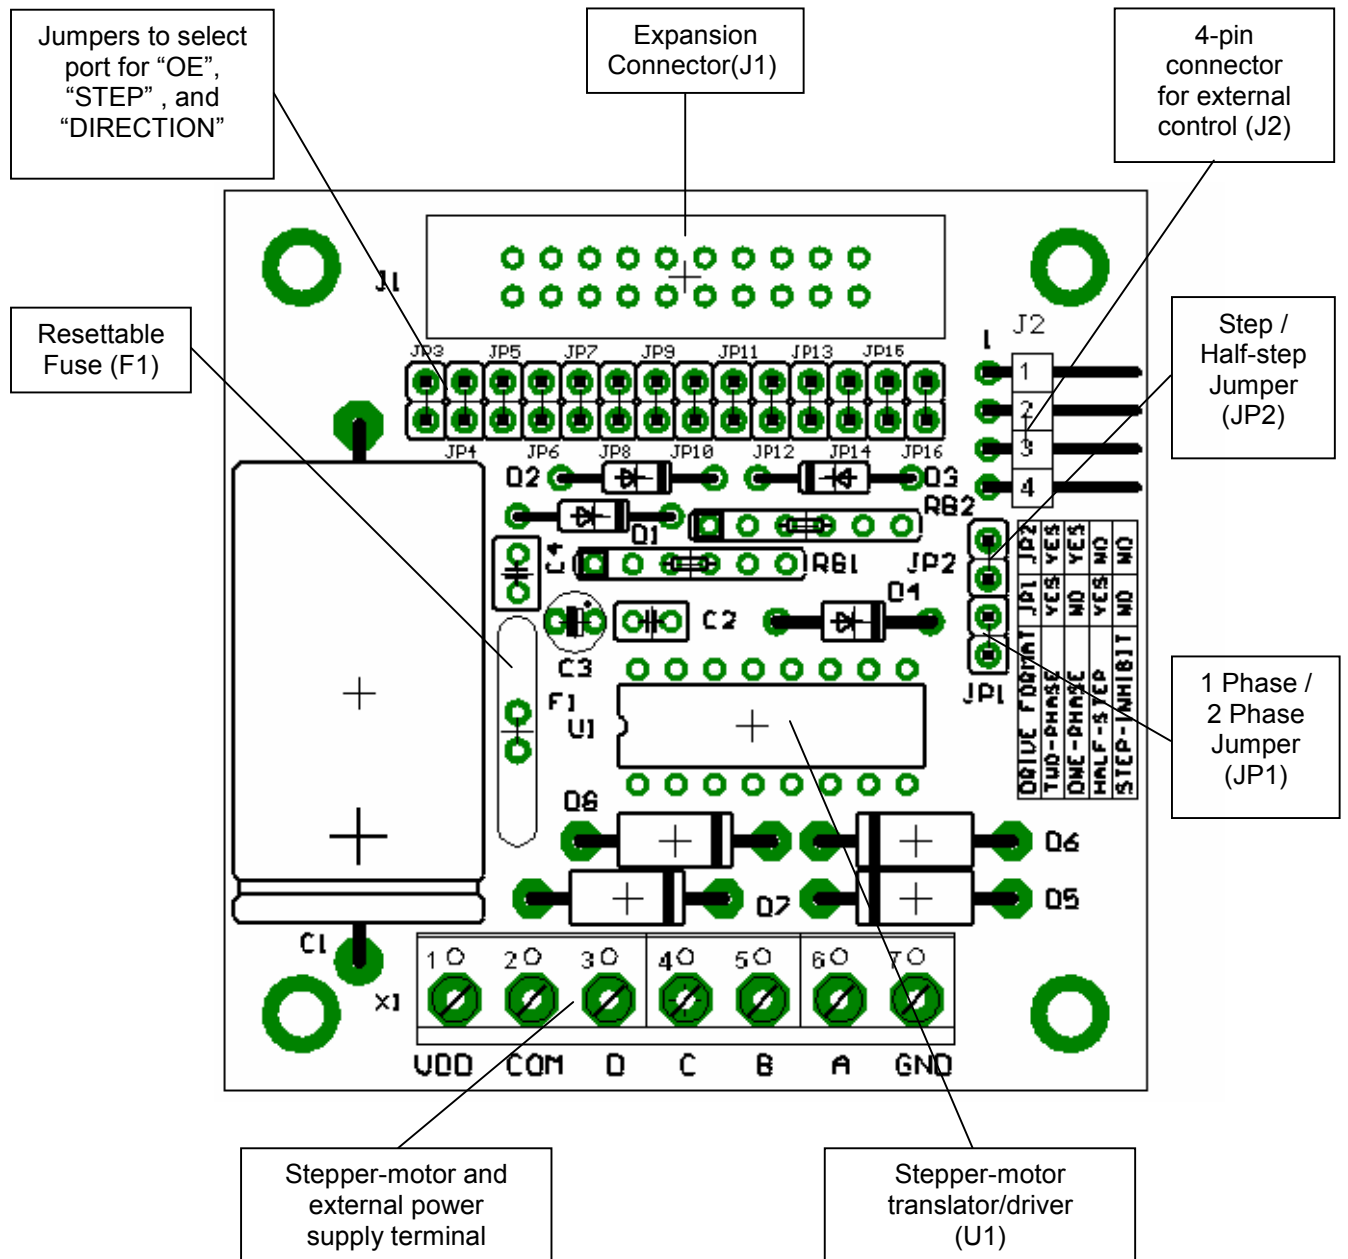 Jumpers to select
port for “OE”,
“STEP” , and
“DIRECTION”
Expansion
Connector(J1)
4-pin
connector
for external
control (J2)
Resettable
Fuse (F1)
Step /
Half-step
Jumper
(JP2)
1 Phase /
2 Phase
Jumper
(JP1)
Stepper-motor and
external power
supply terminal
Stepper-motor
translator/driver
(U1)
J1
JP3 JP5 JP7 JP9 JP11 JP13 JP16
JP4 JP6 JP8 JP10 JP12 JP14 JP16
1 J2
1
2
3
4
D2 D3
D1 RG2
C4 RG1 JP2
D4
C2
C3
F1
U1
JP1
DRIVE FORMAT JP1 JP2
TWO-PHASE YES YES
ONE-PHASE NO YES
HALF-STEP YES NO
STEP-INHIBIT NO NO
D8 D6
D7 D5
C1
X1
1 2 3 4 5 6 7
VDD COM D C B A GND